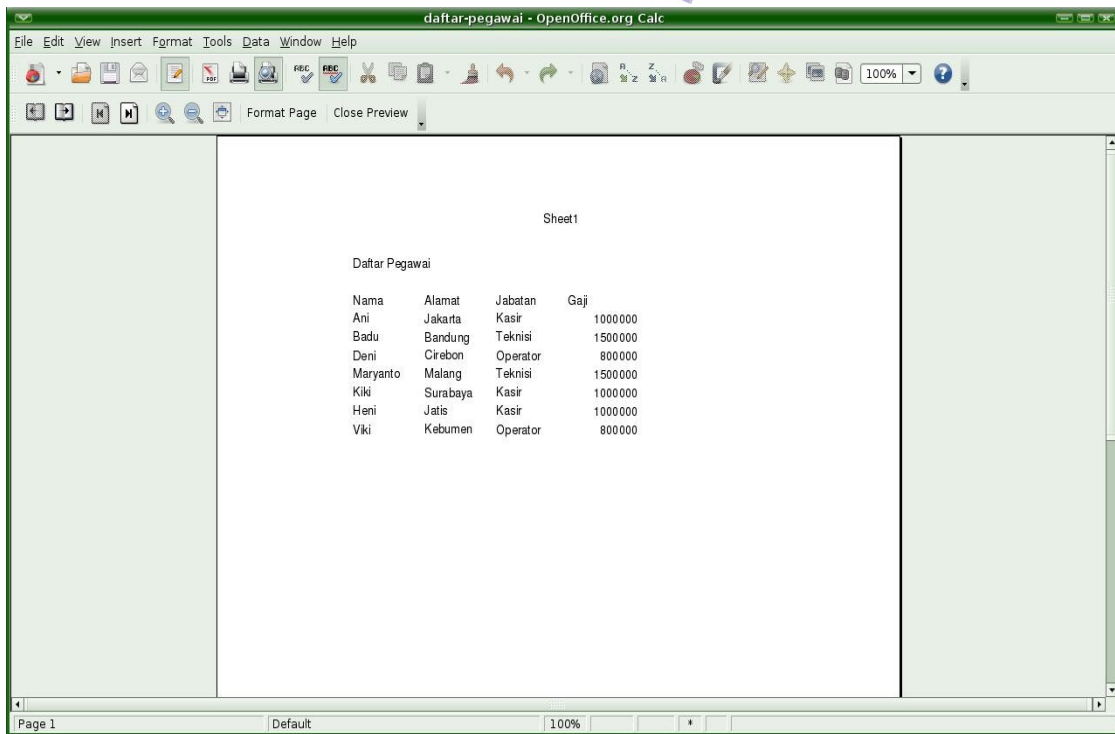 daftar-pegawai - OpenOffice.org Calc
File Edit View Insert Format Tools Data Window Help
PDF ABC ABC A Z Z A 100% ?
Format Page Close Preview
Sheet1
Daftar Pegawai
Nama Alamat Jabatan Gaji
Ani Jakarta Kasir 1000000
Badu Bandung Teknisi 1500000
Deni Cirebon Operator 800000
Maryanto Malang Teknisi 1500000
Kiki Surabaya Kasir 1000000
Heni Jatis Kasir 1000000
Viki Kebumen Operator 800000
Page 1 Default 100% *